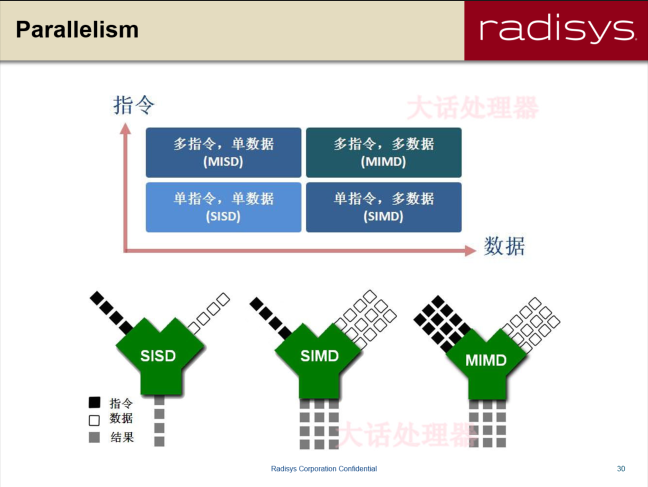 Parallelism
radisys.
指令
大话处理器
多指令，单数据
(MISD)
多指令，多数据
(MIMD)
单指令，单数据
(SISD)
单指令，多数据
(SIMD)
数据
SISD
SIMD
MIMD
指令
数据
结果
大话处理器
Radisys Corporation Confidential
30